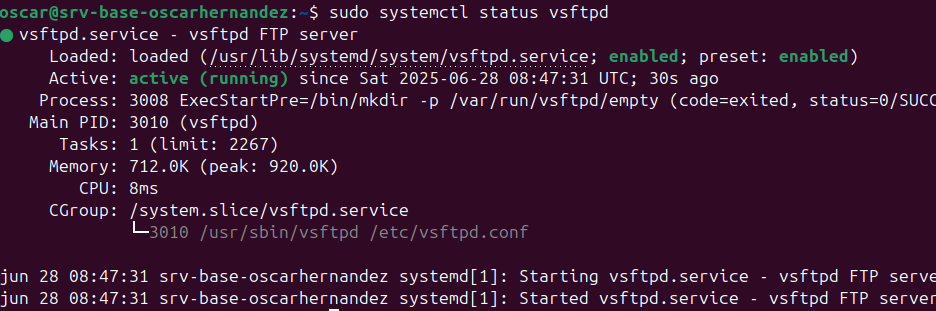 oscar@srv-base-oscarhernandez:~$ sudo systemctl status vsftpd
● vsftpd.service - vsftpd FTP server
Loaded: loaded (/usr/lib/systemd/system/vsftpd.service; enabled; preset: enabled)
Active: active (running) since Sat 2025-06-28 08:47:31 UTC; 30s ago
Process: 3008 ExecStartPre=/bin/mkdir -p /var/run/vsftpd/empty (code=exited, status=0/SUCC
Main PID: 3010 (vsftpd)
Tasks: 1 (limit: 2267)
Memory: 712.0K (peak: 920.0K)
CPU: 8ms
CGroup: /system.slice/vsftpd.service
└─3010 /usr/sbin/vsftpd /etc/vsftpd.conf
jun 28 08:47:31 srv-base-oscarhernandez systemd[1]: Starting vsftpd.service - vsftpd FTP serve
jun 28 08:47:31 srv-base-oscarhernandez systemd[1]: Started vsftpd.service - vsftpd FTP server